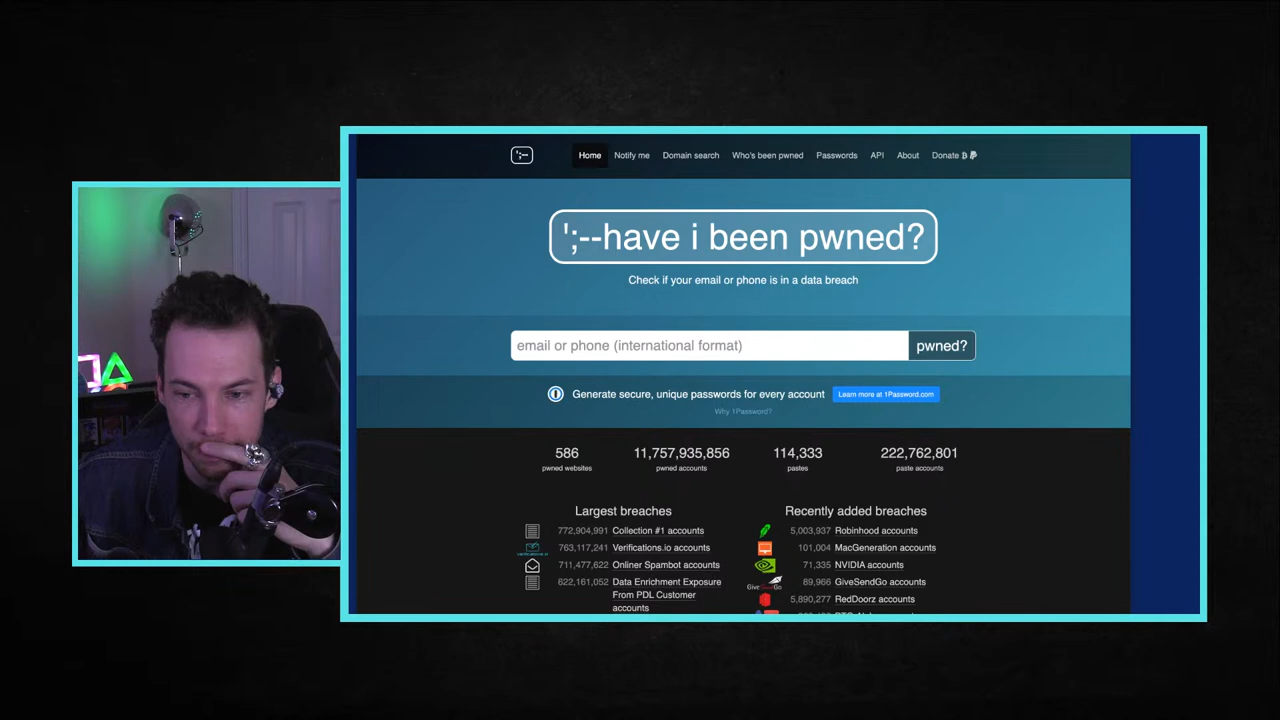 ';--
Home Notify me Domain search Who's been pwned Passwords API About Donate
';--have i been pwned?
Check if your email or phone is in a data breach
email or phone (international format) pwned?
Generate secure, unique passwords for every account Learn more at 1Password.com
Why 1Password?
586 11,757,935,856 114,333 222,762,801
pwned websites pwned accounts pastes paste accounts
Largest breaches
772,904,991 Collection #1 accounts
763,117,241 Verifications.io accounts
711,477,622 Onliner Spambot accounts
622,161,052 Data Enrichment Exposure
From PDL Customer
accounts
Recently added breaches
5,003,937 Robinhood accounts
101,004 MacGeneration accounts
71,335 NVIDIA accounts
89,966 GiveSendGo accounts
5,890,277 RedDoorz accounts